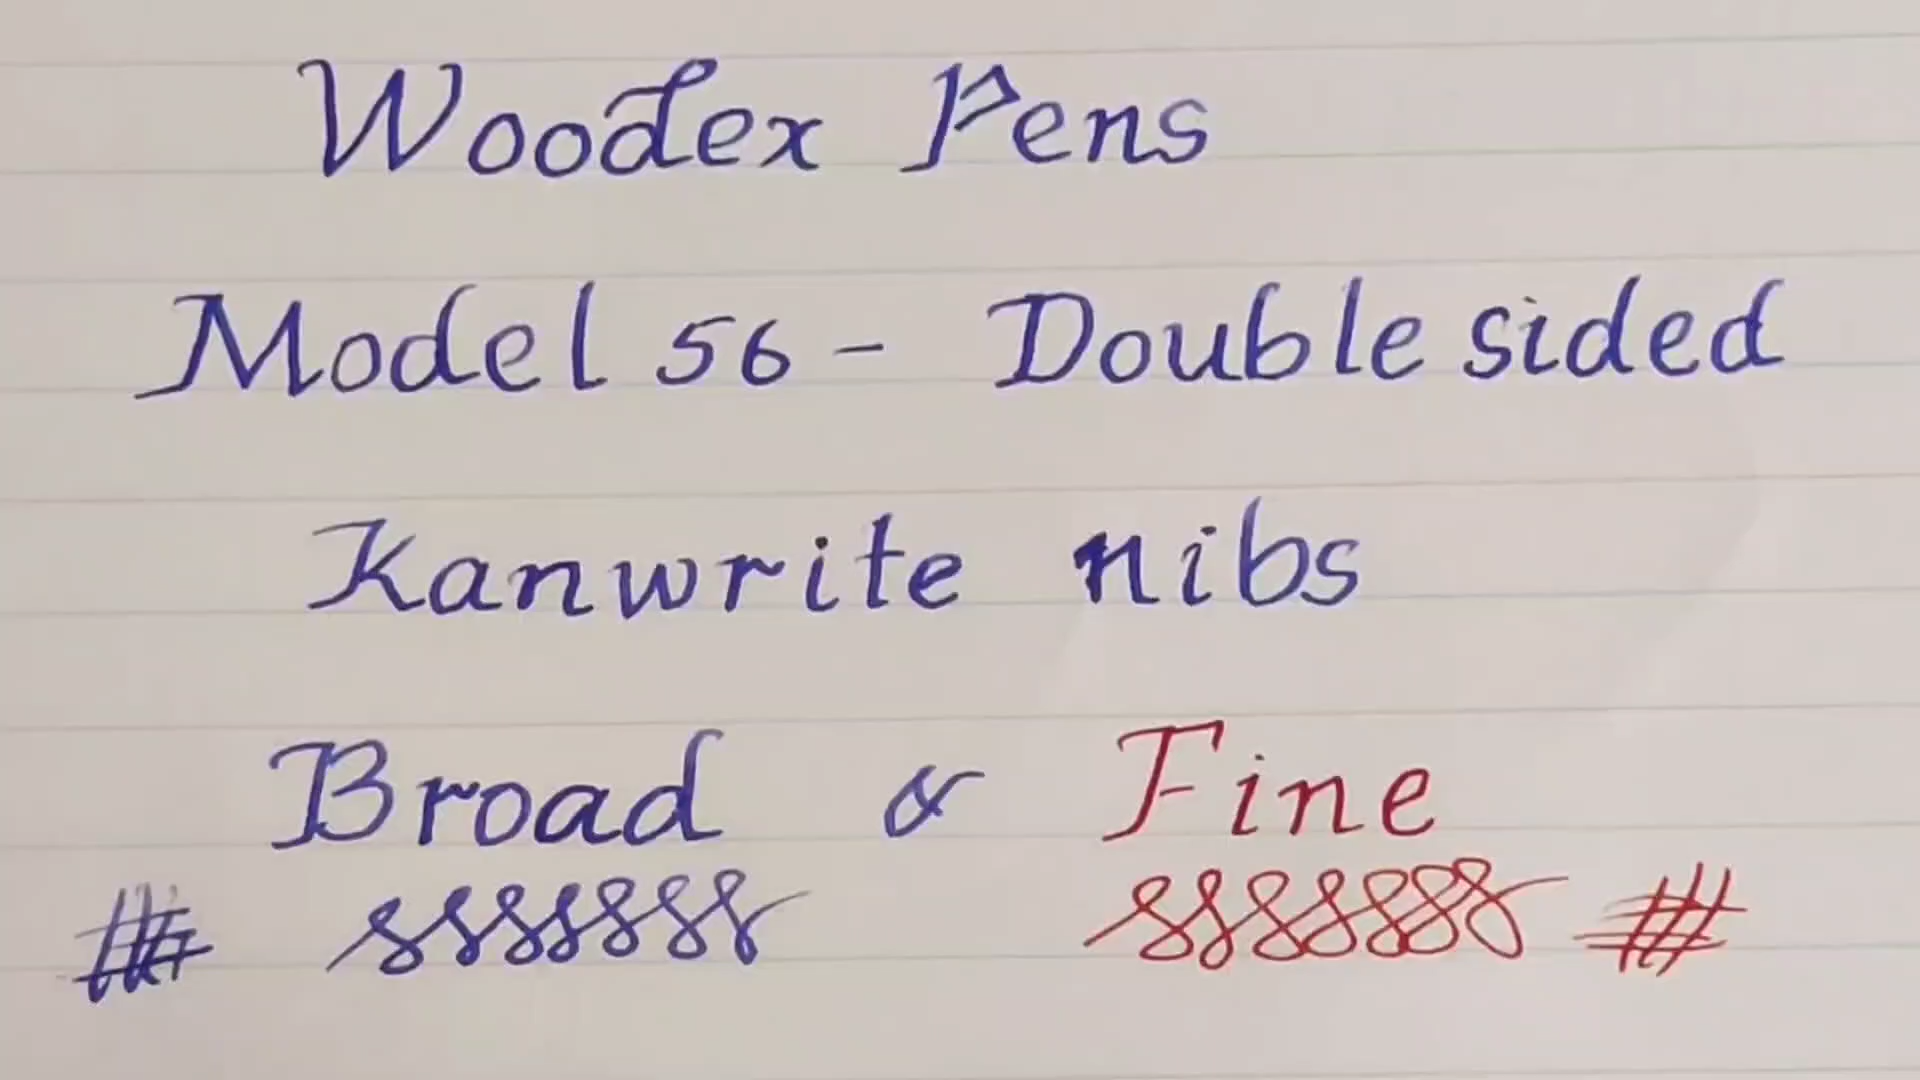 Woodex Pens
Model 56 - Double sided
Kanwrite nibs
Broad & Fine